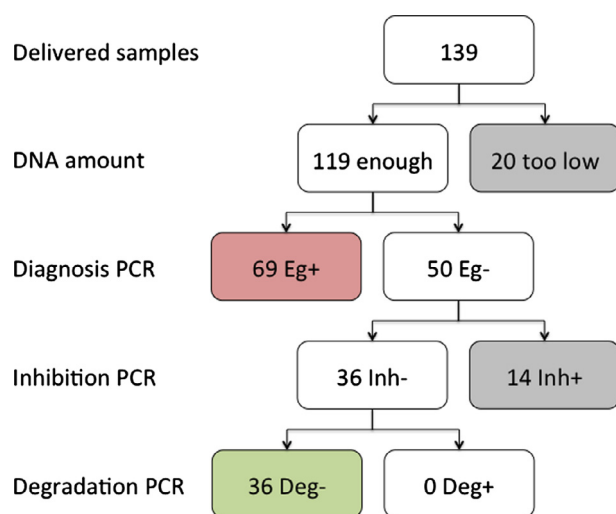 Delivered samples
139
DNA amount
119 enough
20 too low
Diagnosis PCR
69 Eg+
50 Eg-
Inhibition PCR
36 Inh-
14 Inh+
Degradation PCR
36 Deg-
0 Deg+